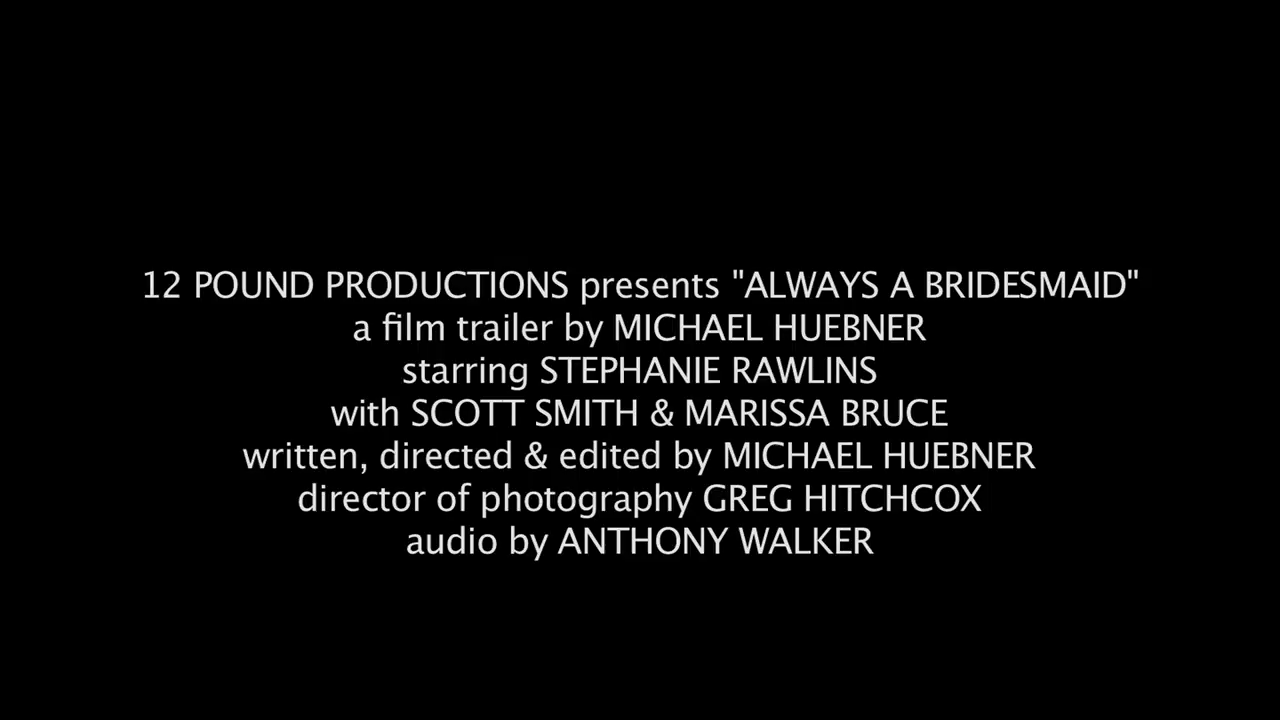 12 POUND PRODUCTIONS presents "ALWAYS A BRIDESMAID"
a film trailer by MICHAEL HUEBNER
starring STEPHANIE RAWLINS
with SCOTT SMITH & MARISSA BRUCE
written, directed & edited by MICHAEL HUEBNER
director of photography GREG HITCHCOX
audio by ANTHONY WALKER